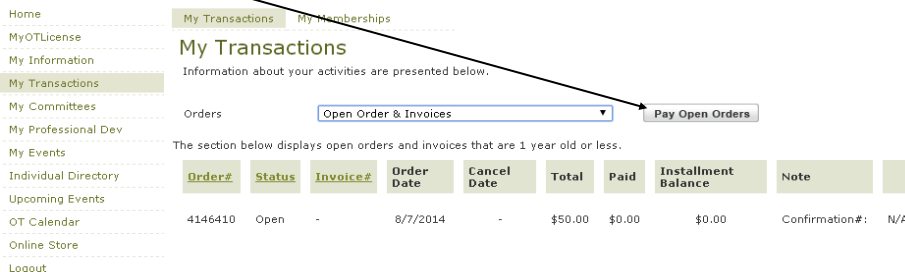 Home
MyOTLicense
My Information
My Transactions
My Committees
My Professional Dev
My Events
Individual Directory
Upcoming Events
OT Calendar
Online Store
Logout
My Transactions My Memberships
My Transactions
Information about your activities are presented below.
Orders Open Order & Invoices Pay Open Orders
The section below displays open orders and invoices that are 1 year old or less.
Order# Status Invoice# Order Date Cancel Date Total Paid Installment Balance Note
4146410 Open - 8/7/2014 - $50.00 $0.00 $0.00 Confirmation#: N/A